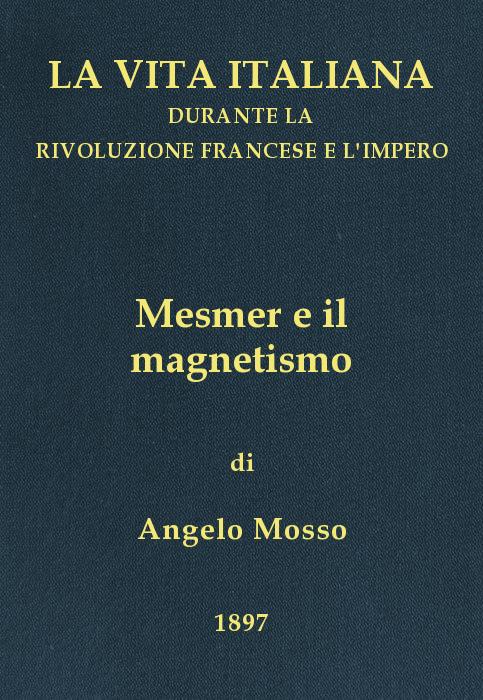 LA VITA ITALIANA
DURANTE LA
RIVOLUZIONE FRANCESE E L'IMPERO
Mesmer e il
magnetismo
di
Angelo Mosso
1897